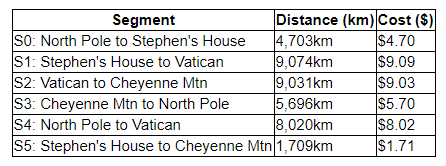 Segment Distance (km) Cost ($)
S0: North Pole to Stephen's House 4,703km $4.70
S1: Stephen's House to Vatican 9,074km $9.09
S2: Vatican to Cheyenne Mtn 9,031km $9.03
S3: Cheyenne Mtn to North Pole 5,696km $5.70
S4: North Pole to Vatican 8,020km $8.02
S5: Stephen's House to Cheyenne Mtn 1,709km $1.71